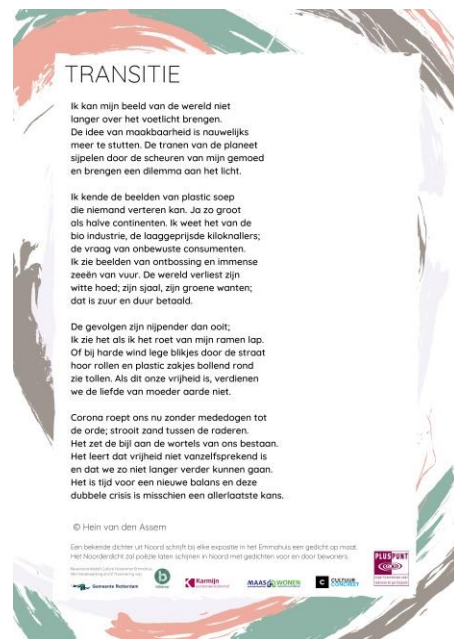 TRANSITIE
Ik kan mijn beeld van de wereld niet
langer over het voetlicht brengen.
De idee van maakbaarheid is nauwelijks
meer te stutten. De tranen van de planeet
sijpelen door de scheuren van mijn gemoed
en brengen een dilemma aan het licht.
Ik kende de beelden van plastic soep
die niemand verteren kan. Ja zo groot
als halve continenten. Ik weet het van de
bio industrie, de laaggeprijsde kiloknallers;
de vraag van onbewuste consumenten.
Ik zie beelden van ontbossing en immense
zeeën van vuur. De wereld verliest zijn
witte hoed; zijn sjaal, zijn groene wanten;
dat is zuur en duur betaald.
De gevolgen zijn nijpender dan ooit;
Ik zie het als ik het roet van mijn ramen lap.
Of bij harde wind lege blikjes door de straat
hoor rollen en plastic zakjes bollend rond
zie tollen. Als dit onze vrijheid is, verdienen
we de liefde van moeder aarde niet.
Corona roept ons nu zonder mededogen tot
de orde; strooit zand tussen de raderen.
Het zet de bijl aan de wortels van ons bestaan.
Het leert dat vrijheid niet vanzelfsprekend is
en dat we zo niet langer verder kunnen gaan.
Het is tijd voor een nieuwe balans en deze
dubbele crisis is misschien een allerlaatste kans.
© Hein van den Assem
Een bekende dichter uit Noord schrijft bij elke expositie in het Emmahuis een gedicht op maat.
Het Noorderdicht zal poëzie laten schijnen in Noord met gedichten voor en door bewoners.
Gemeente Rotterdam
Karmijn
MAAS WONEN
CULTUUR
CONCREET
PLUSPUNT